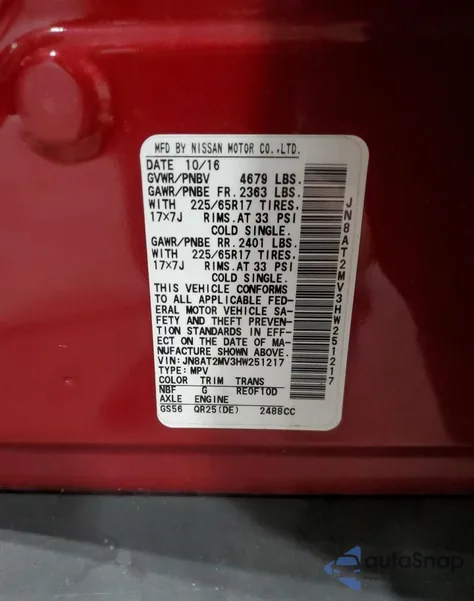 MFD BY NISSAN MOTOR CO.,LTD.
DATE 10/16
GVWR/PNBV 4679 LBS.
GAWR/PNBE FR. 2363 LBS.
WITH 225/65R17 TIRES,
17×7J RIMS.AT 33 PSI
COLD SINGLE.
GAWR/PNBE RR. 2401 LBS.
WITH 225/65R17 TIRES,
17×7J RIMS.AT 33 PSI
COLD SINGLE.
THIS VEHICLE CONFORMS
TO ALL APPLICABLE FED-
ERAL MOTOR VEHICLE SA-
FETY AND THEFT PREVEN-
TION STANDARDS IN EFF-
ECT ON THE DATE OF MA-
NUFACTURE SHOWN ABOVE.
VIN: JN8AT2MV3HW251217
TYPE: MPV
COLOR TRIM TRANS
NBF G RE0F10D
AXLE ENGINE
GS56 QR25(DE) 2488CC
JN8AT2MV3HW251217
autoSnap